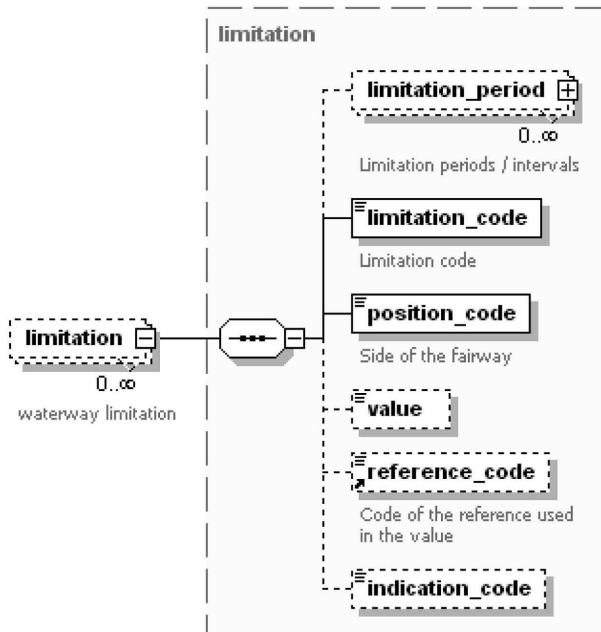 limitation
limitation_period
0..∞
Limitation periods / intervals
limitation_code
Limitation code
position_code
Side of the fairway
limitation
0..∞
waterway limitation
value
reference_code
Code of the reference used
in the value
indication_code